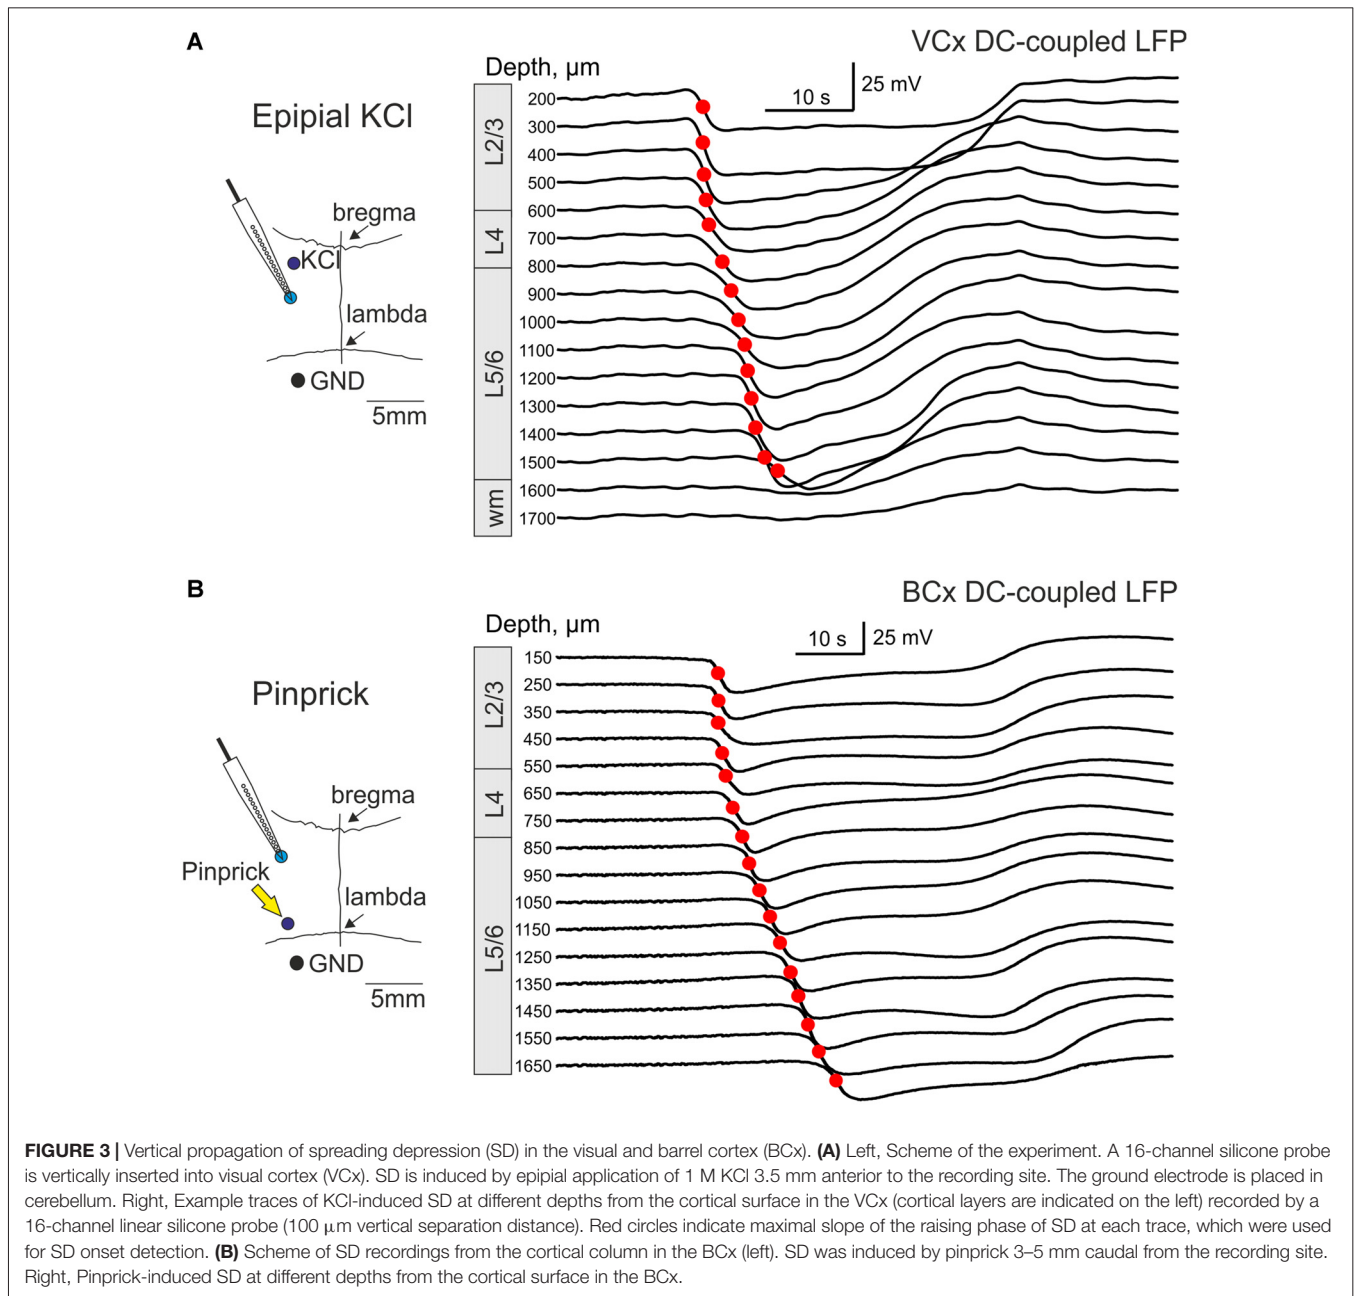 A
VCx DC-coupled LFP
Depth, μm
10 s
25 mV
Epipial KCl
bregma
KCl
lambda
GND
5mm
L2/3
L4
L5/6
wm
200
300
400
500
600
700
800
900
1000
1100
1200
1300
1400
1500
1600
1700
B
BCx DC-coupled LFP
Depth, μm
10 s
25 mV
Pinprick
bregma
Pinprick
lambda
GND
5mm
L2/3
L4
L5/6
150
250
350
450
550
650
750
850
950
1050
1150
1250
1350
1450
1550
1650
FIGURE 3 | Vertical propagation of spreading depression (SD) in the visual and barrel cortex (BCx). (A) Left, Scheme of the experiment. A 16-channel silicone probe
is vertically inserted into visual cortex (VCx). SD is induced by epipial application of 1 M KCl 3.5 mm anterior to the recording site. The ground electrode is placed in
cerebellum. Right, Example traces of KCl-induced SD at different depths from the cortical surface in the VCx (cortical layers are indicated on the left) recorded by a
16-channel linear silicone probe (100 μm vertical separation distance). Red circles indicate maximal slope of the raising phase of SD at each trace, which were used
for SD onset detection. (B) Scheme of SD recordings from the cortical column in the BCx (left). SD was induced by pinprick 3–5 mm caudal from the recording site.
Right, Pinprick-induced SD at different depths from the cortical surface in the BCx.